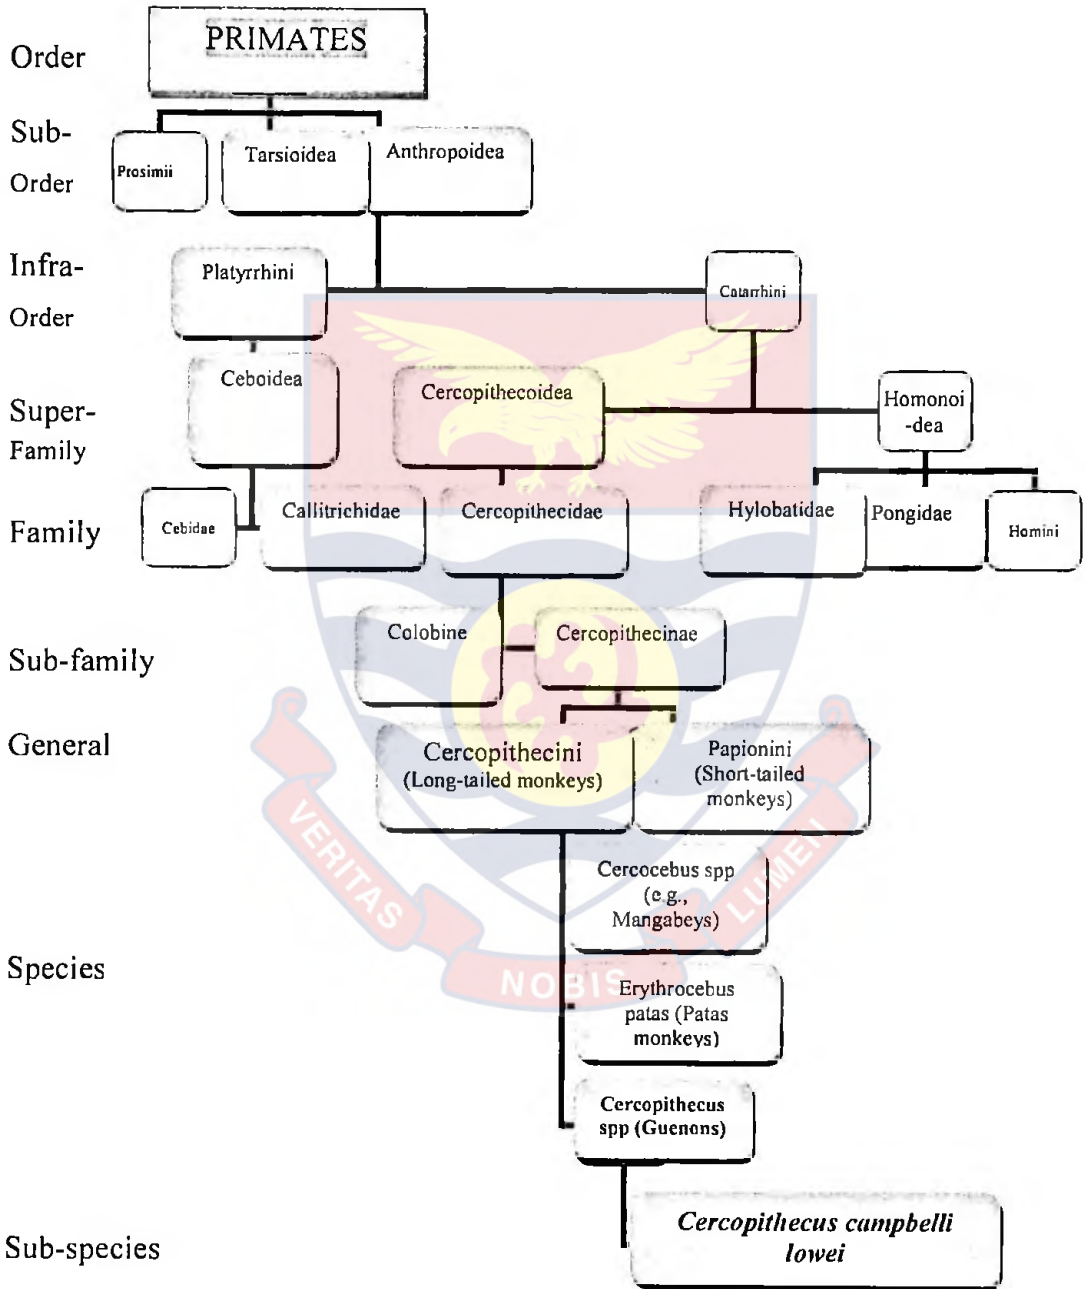 Order
PRIMATES
Sub-
Order
Prosimii
Tarsioidea
Anthropoidea
Infra-
Order
Platyrrhini
Catarrhini
Super-
Family
Ceboidea
Cercopithecoidea
Homonoi
-dea
Family
Cebidae
Callitrichidae
Cercopithecidae
Hylobatidae
Pongidae
Homini
Sub-family
Colobine
Cercopithecinae
General
Cercopithecini
(Long-tailed monkeys)
Papionini
(Short-tailed
monkeys)
Species
Cercocebus spp
(e.g.,
Mangabeys)
Erythrocebus
patas (Patas
monkeys)
Cercopithecus
spp (Guenons)
Sub-species
Cercopithecus campbelli
lowei
VERITAS
NOBIS
LUMEN